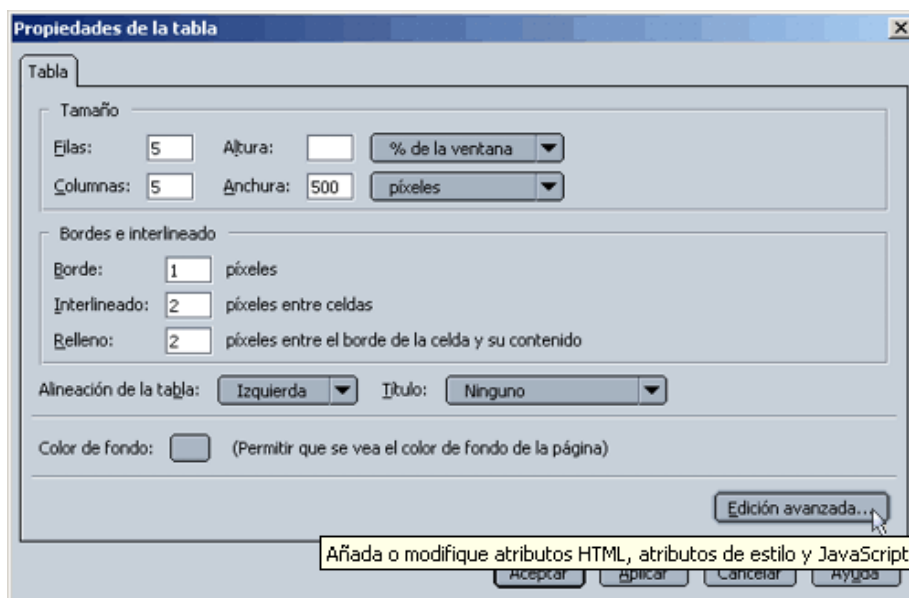 Propiedades de la tabla
Tabla
Tamaño
Filas: 5 Altura: % de la ventana
Columnas: 5 Anchura: 500 píxeles
Bordes e interlineado
Borde: 1 píxeles
Interlineado: 2 píxeles entre celdas
Relleno: 2 píxeles entre el borde de la celda y su contenido
Alineación de la tabla: Izquierda Título: Ninguno
Color de fondo: (Permitir que se vea el color de fondo de la página)
Edición avanzada...
Añada o modifique atributos HTML, atributos de estilo y JavaScript
Aceptar Aplicar Cancelar Ayuda